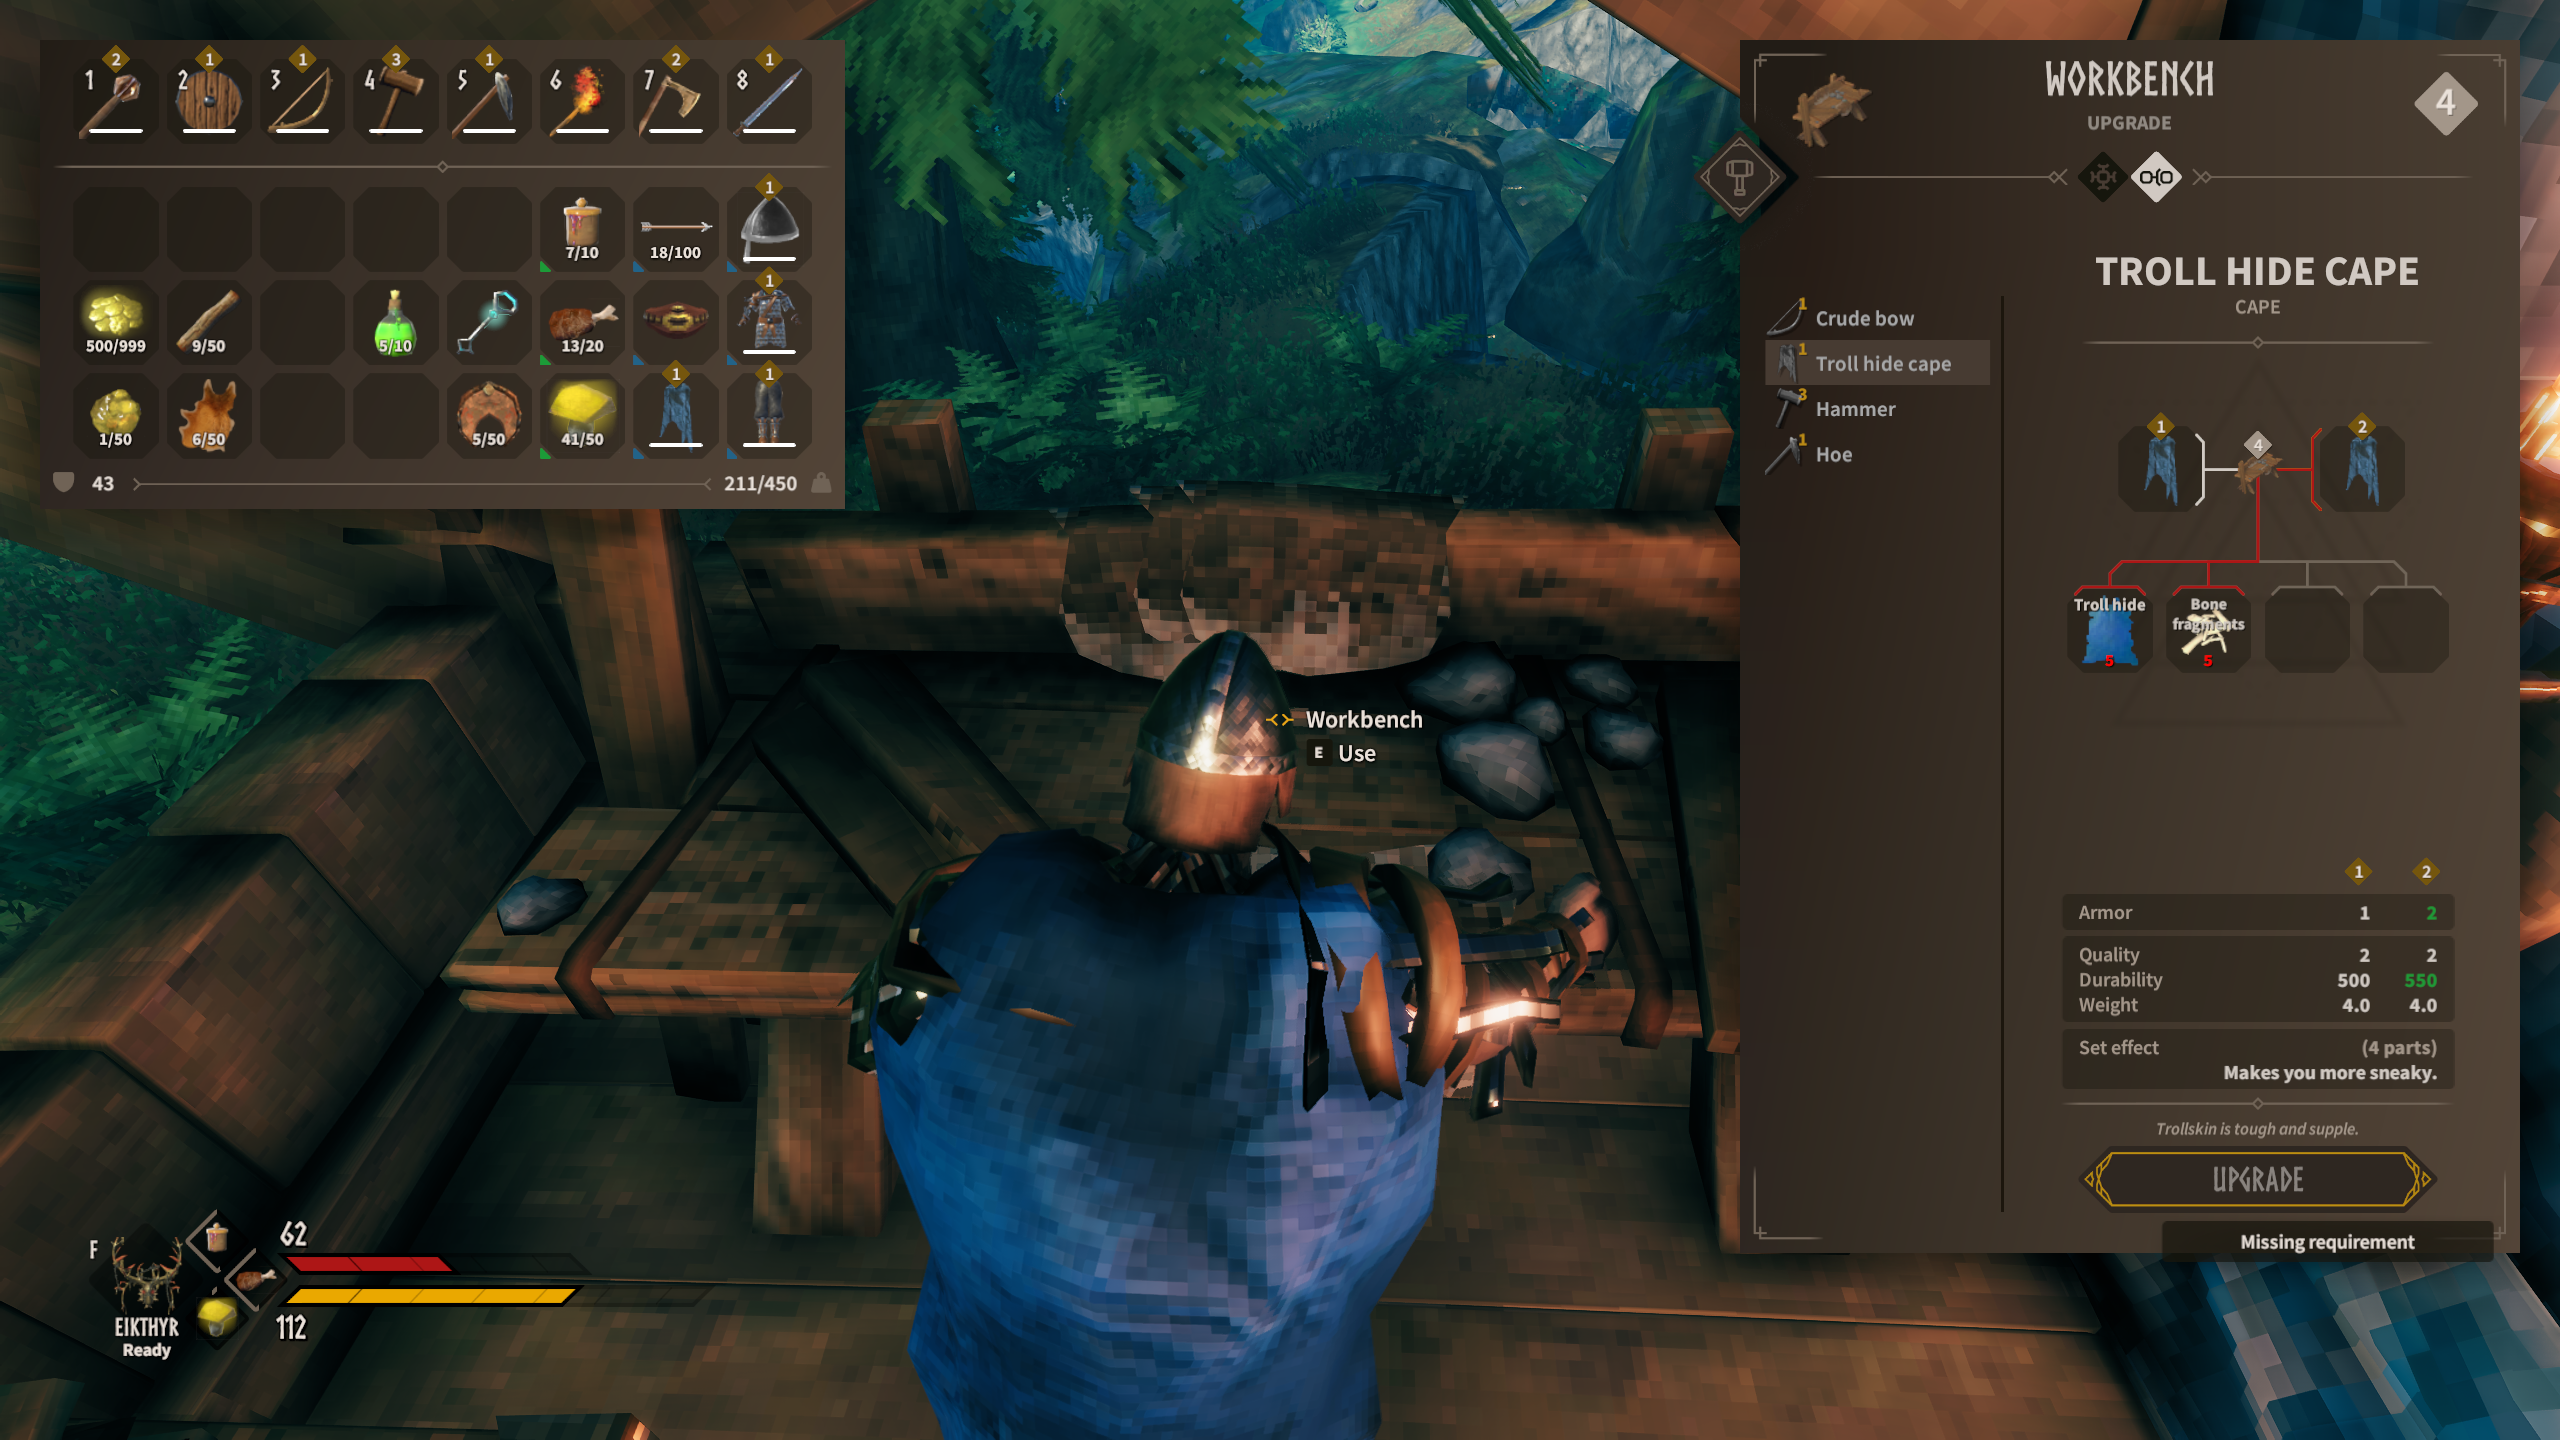 1 2
2 1
3 1
4 3
5 1
6
7 2
8 1
7/10
18/100
1
500/999
9/50
5/10
13/20
1
1/50
6/50
5/50
41/50
1
1
43
211/450
WORKBENCH
UPGRADE
4
1 Crude bow
1 Troll hide cape
3 Hammer
1 Hoe
TROLL HIDE CAPE
CAPE
1
4
2
Troll hide
5
Bone
fragments
5
1 2
Armor 1 2
Quality 2 2
Durability 500 550
Weight 4.0 4.0
Set effect (4 parts)
Makes you more sneaky.
Trollskin is tough and supple.
UPGRADE
Missing requirement
Workbench
E Use
F
EIKTHYR
Ready
62
112